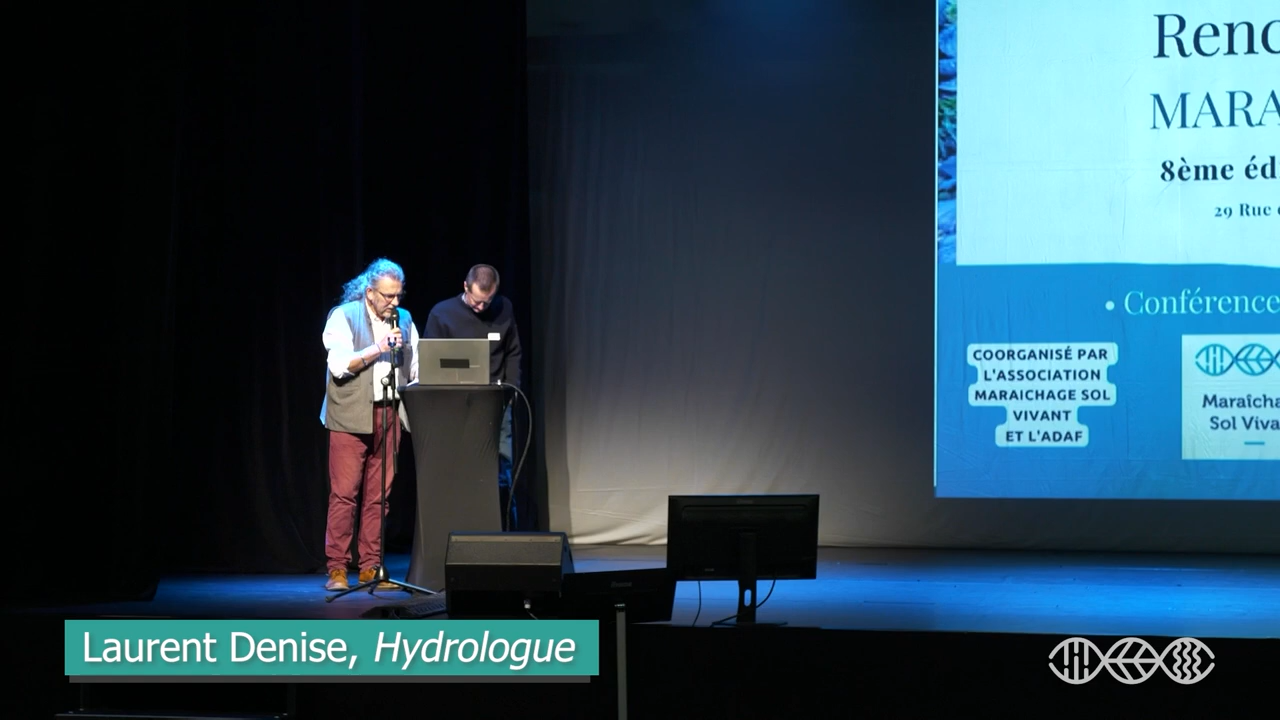 Renc
MARA
8ème éd
29 Rue
• Conférence
COORGANISÉ PAR
L'ASSOCIATION
MARAICHAGE SOL
VIVANT
ET L'ADAF
Maraîcha
Sol Viva
Laurent Denise, Hydrologue